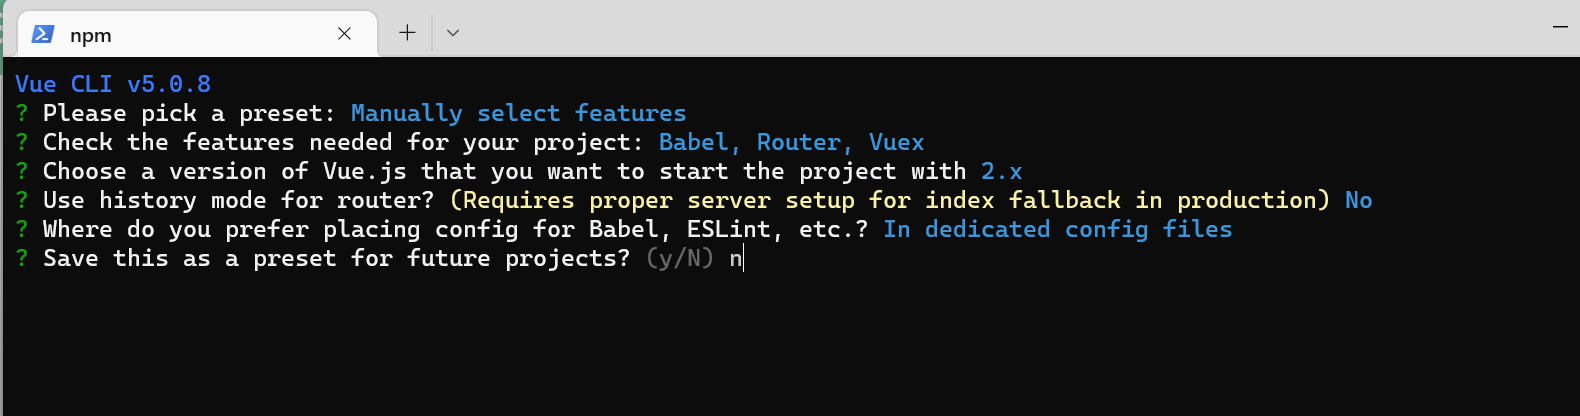 npm
Vue CLI v5.0.8
? Please pick a preset: Manually select features
? Check the features needed for your project: Babel, Router, Vuex
? Choose a version of Vue.js that you want to start the project with 2.x
? Use history mode for router? (Requires proper server setup for index fallback in production) No
? Where do you prefer placing config for Babel, ESLint, etc.? In dedicated config files
? Save this as a preset for future projects? (y/N) n